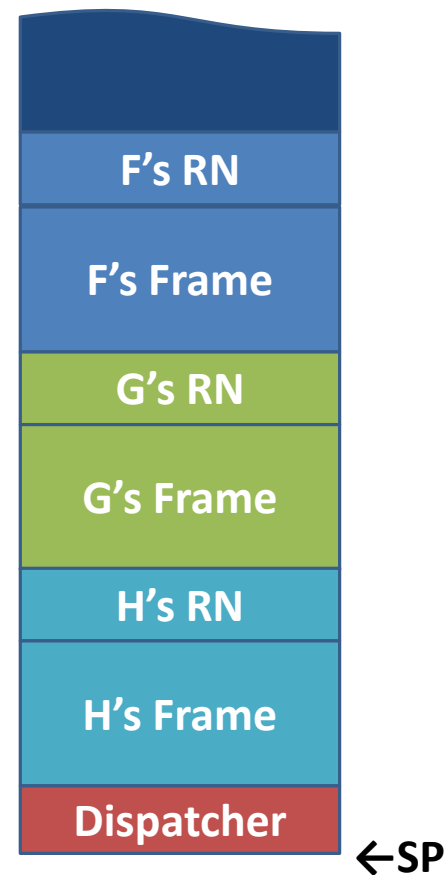 F’s RN
F’s Frame
G’s RN
G’s Frame
H’s RN
H’s Frame
Dispatcher
←SP